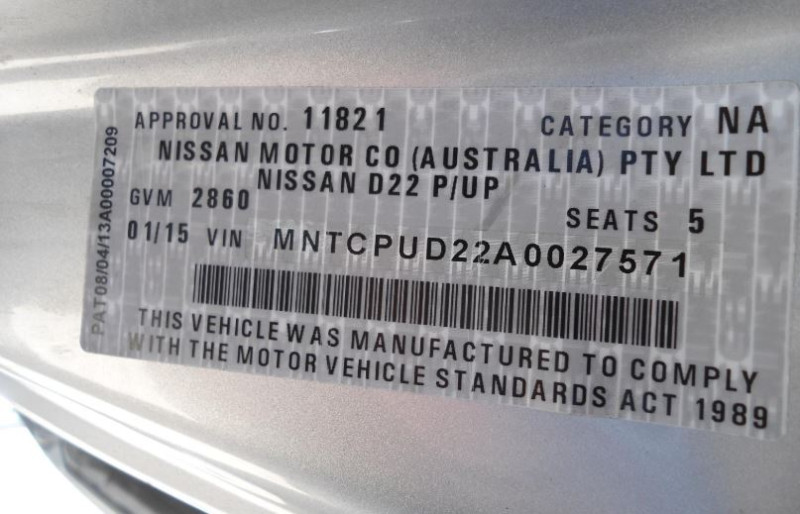 APPROVAL NO. 11821 CATEGORY NA
NISSAN MOTOR CO (AUSTRALIA) PTY LTD
NISSAN D22 P/UP
GVM 2860 SEATS 5
01/15 VIN MNTCPUD22A0027571
THIS VEHICLE WAS MANUFACTURED TO COMPLY
WITH THE MOTOR VEHICLE STANDARDS ACT 1989
PAT08/04/13A00007209